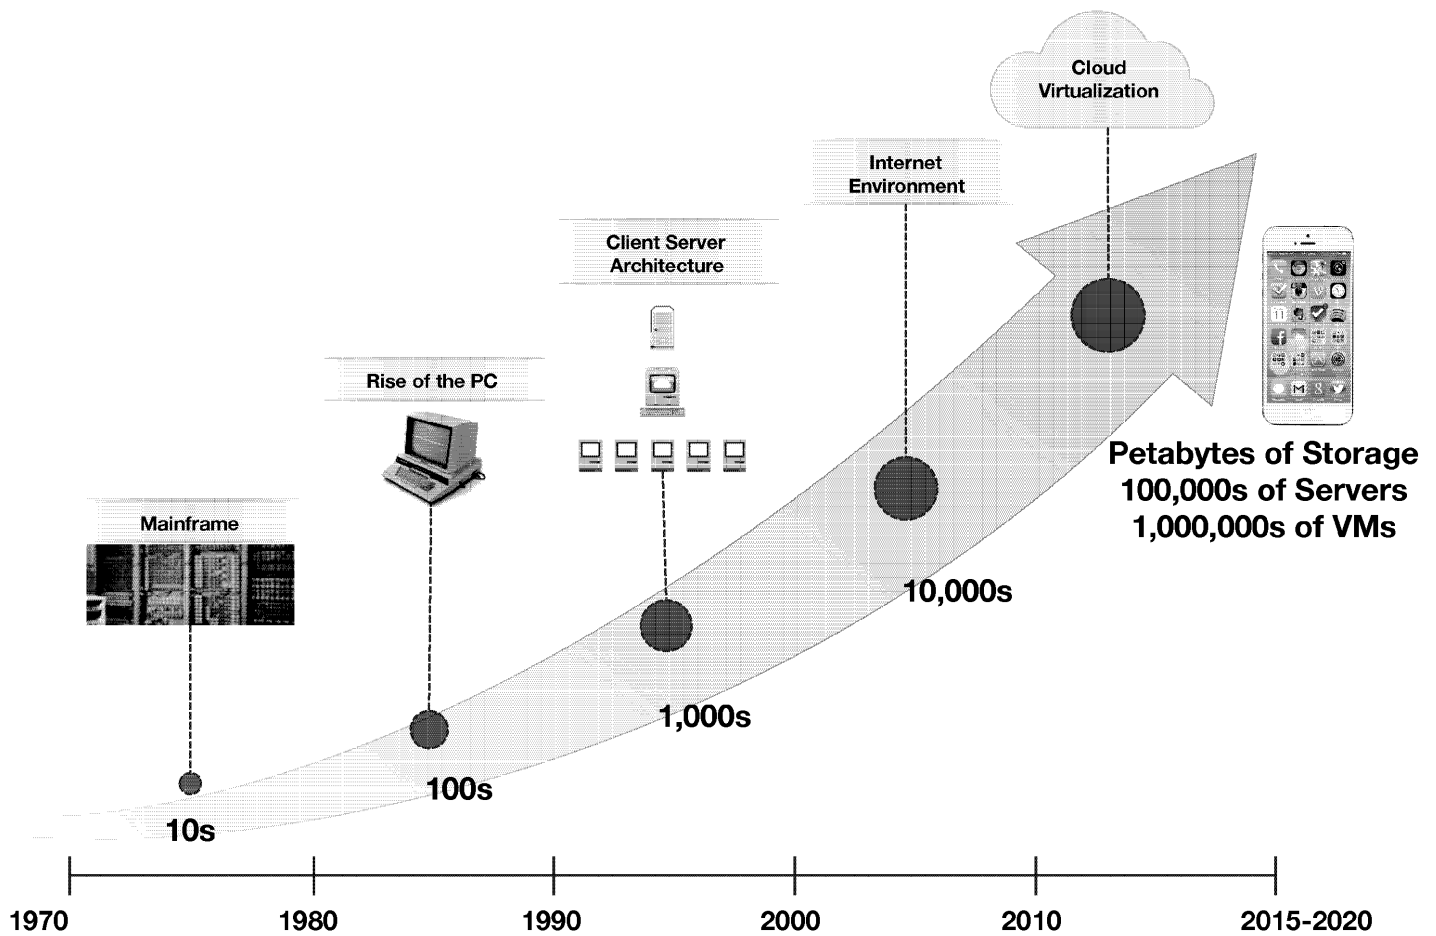 Cloud
Virtualization
Internet
Environment
Client Server
Architecture
Rise of the PC
Mainframe
Petabytes of Storage
100,000s of Servers
1,000,000s of VMs
10,000s
1,000s
100s
10s
1970
1980
1990
2000
2010
2015-2020